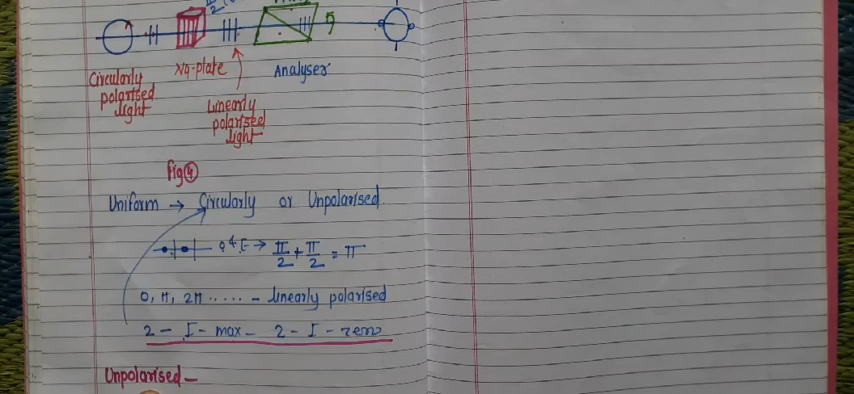 π/2
Circularly polarised light
λ/4-plate
Analyser
Linearly polarised light
Fig④
Uniform → Circularly or Unpolarised
o & E → π/2 + π/2 = π
0, π, 2π ..... - linearly polarised
2 - I - max - 2 - I - zero
Unpolarised -